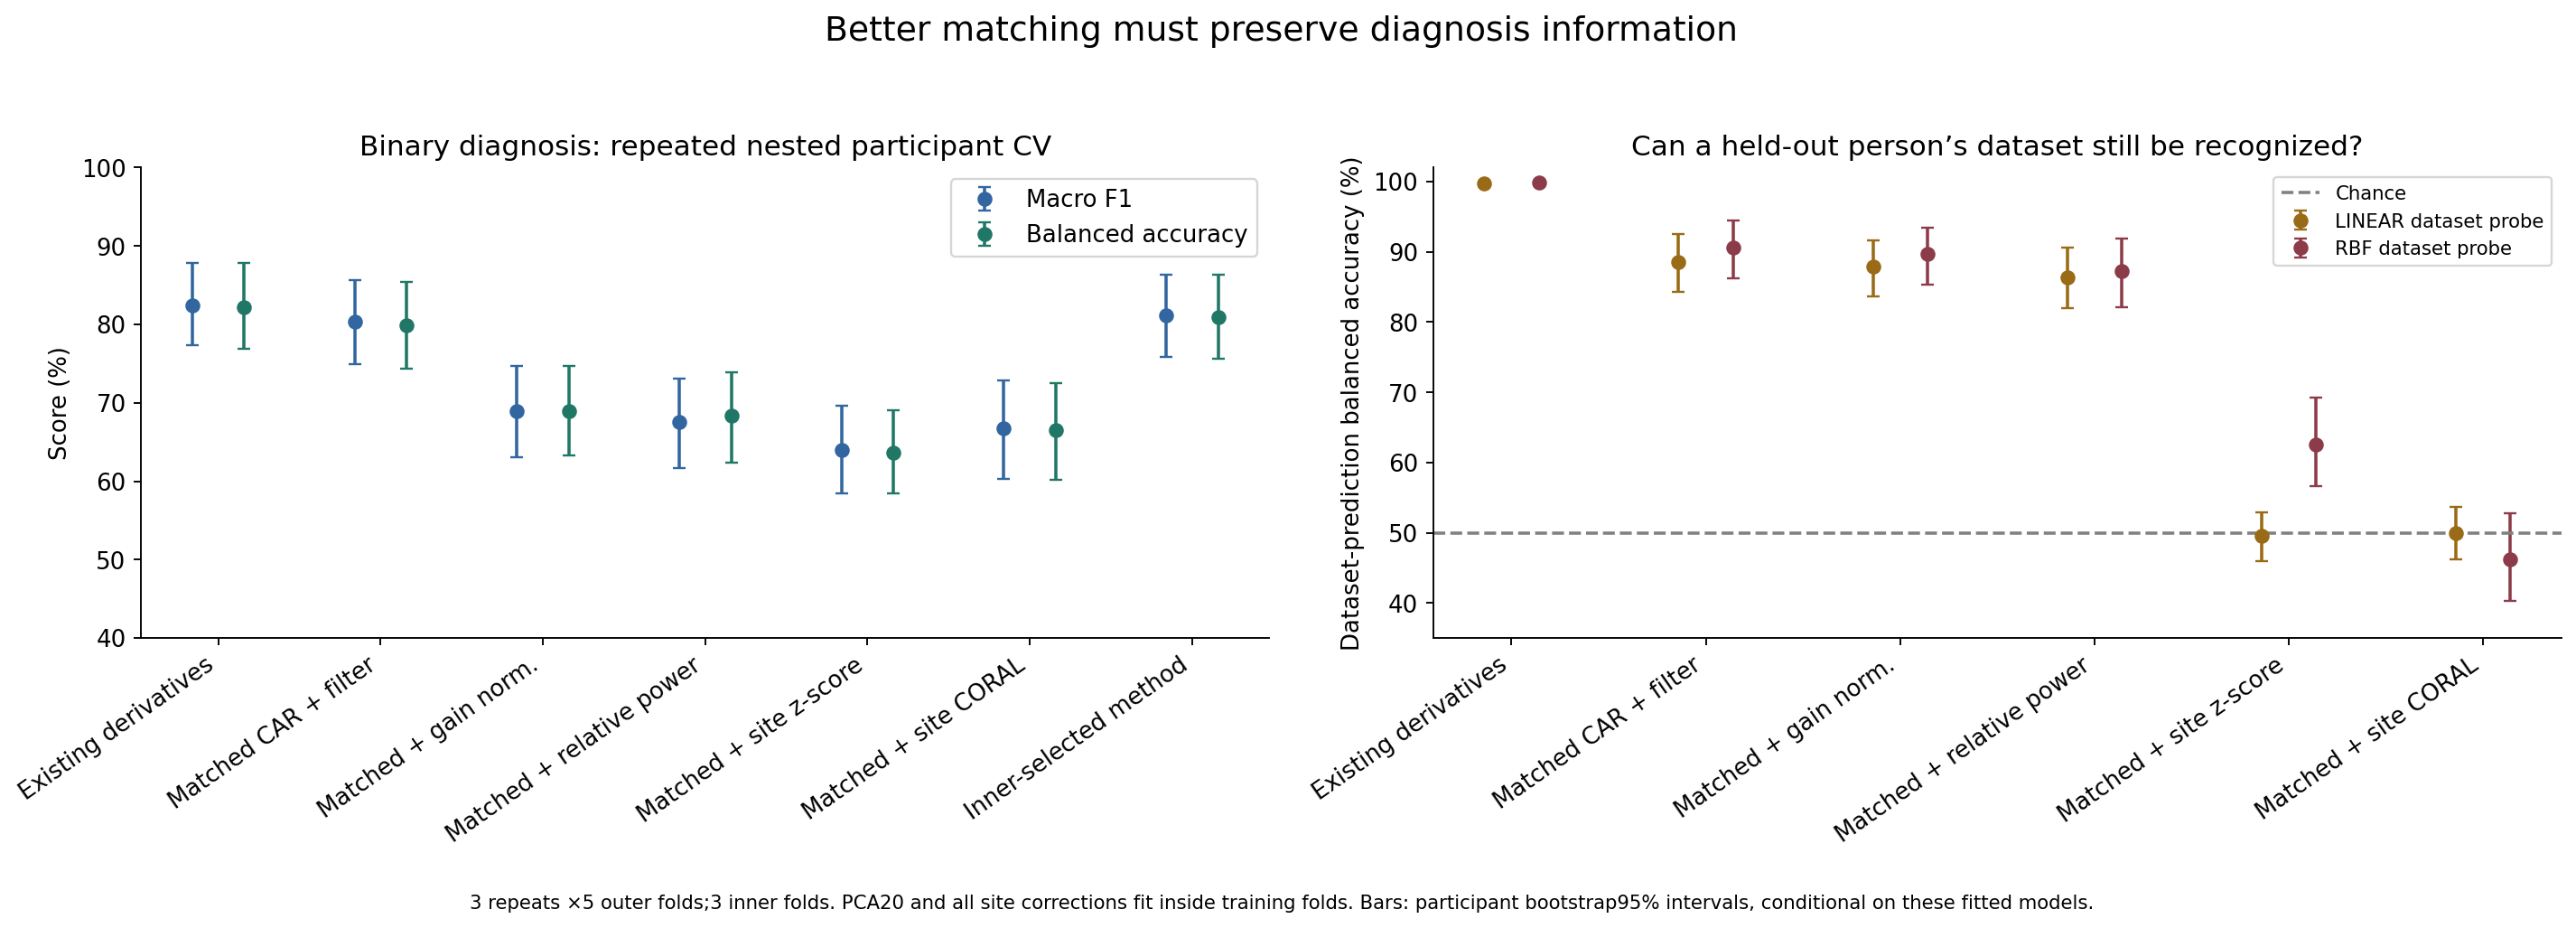 Better matching must preserve diagnosis information
Binary diagnosis: repeated nested participant CV
Score (%)
100
90
80
70
60
50
40
Macro F1
Balanced accuracy
Existing derivatives
Matched CAR + filter
Matched + gain norm.
Matched + relative power
Matched + site z-score
Matched + site CORAL
Inner-selected method
Can a held-out person’s dataset still be recognized?
Dataset-prediction balanced accuracy (%)
100
90
80
70
60
50
40
Chance
LINEAR dataset probe
RBF dataset probe
Existing derivatives
Matched CAR + filter
Matched + gain norm.
Matched + relative power
Matched + site z-score
Matched + site CORAL
3 repeats ×5 outer folds;3 inner folds. PCA20 and all site corrections fit inside training folds. Bars: participant bootstrap95% intervals, conditional on these fitted models.